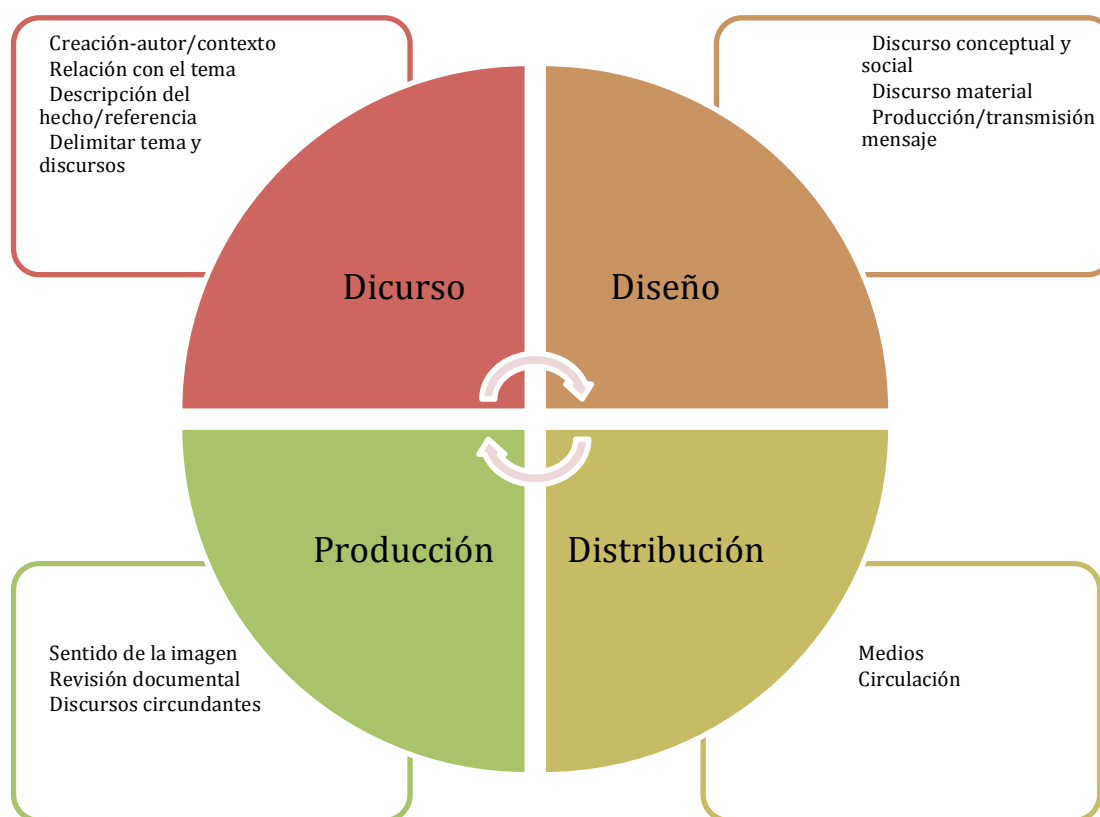 Creación-autor/contexto
Relación con el tema
Descripción del
hecho/referencia
Delimitar tema y
discursos
Discurso conceptual y
social
Discurso material
Producción/transmisión
mensaje
Dicurso
Diseño
Producción
Distribución
Sentido de la imagen
Revisión documental
Discursos circundantes
Medios
Circulación